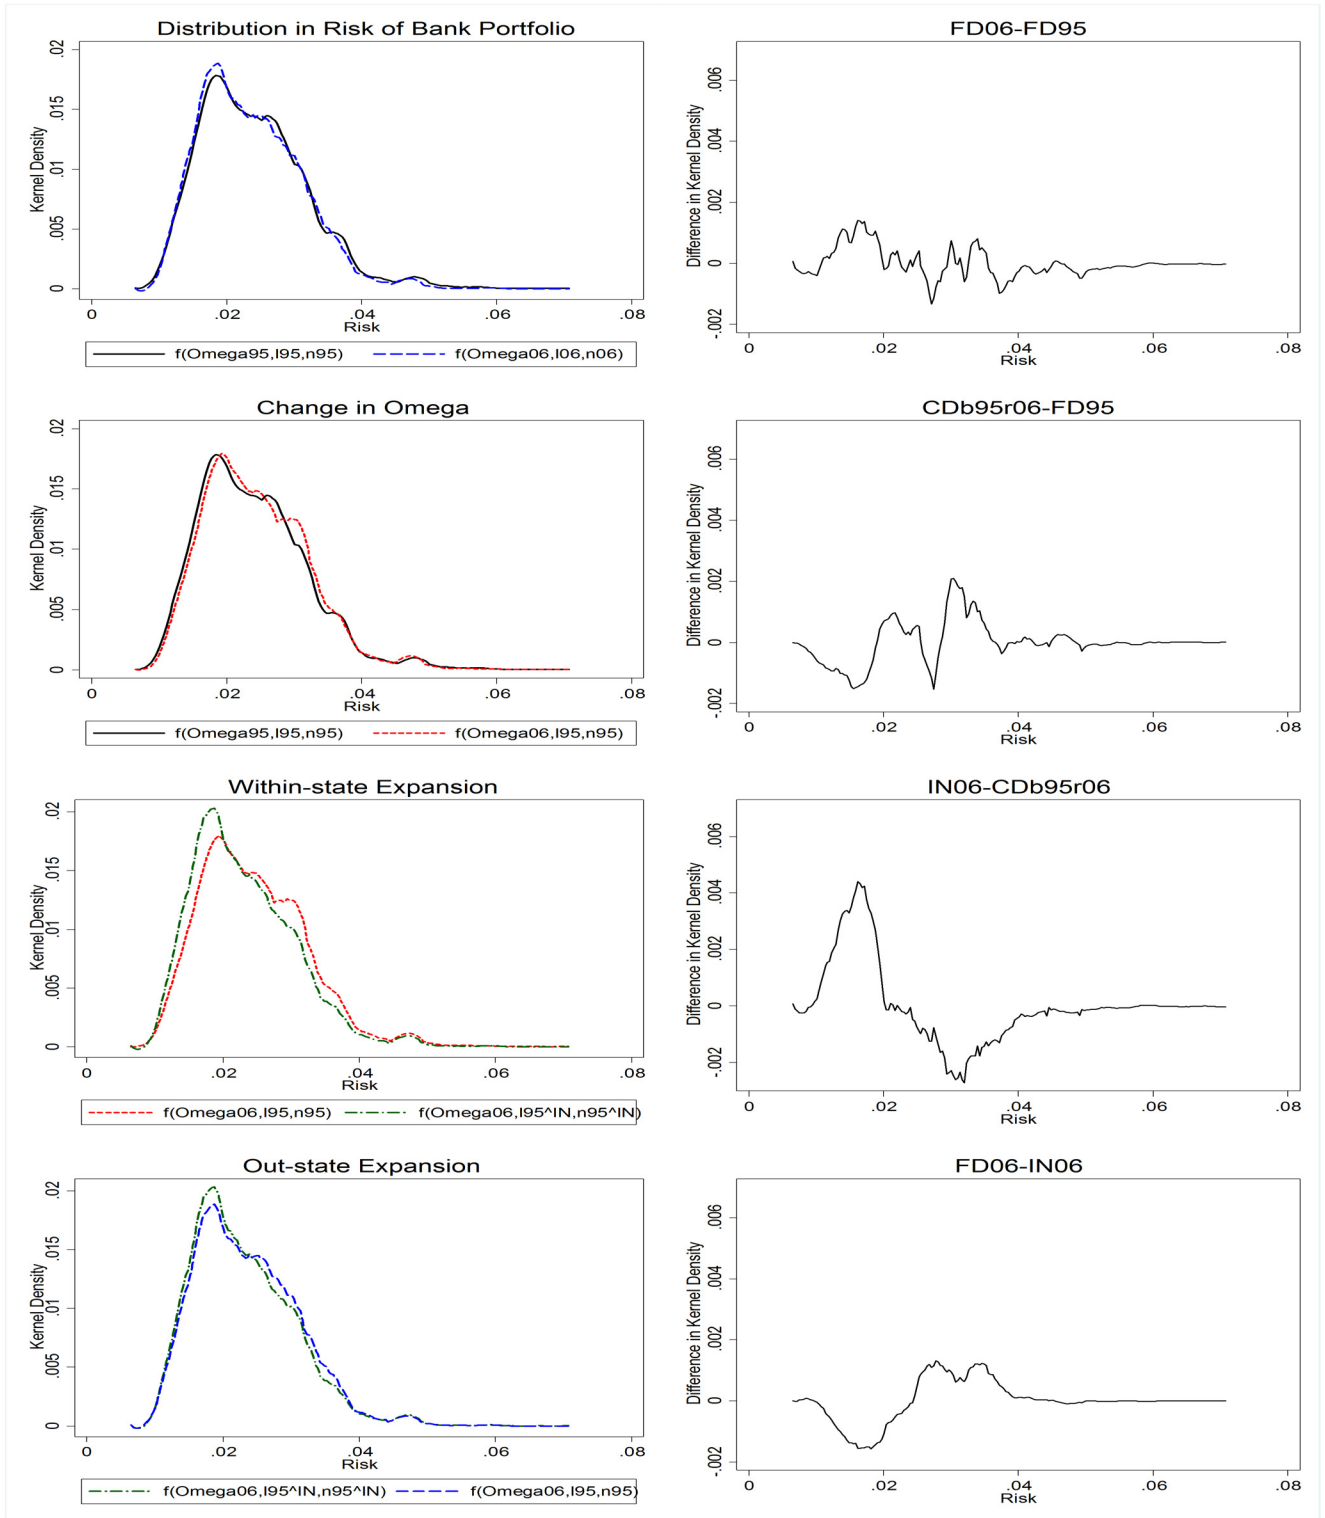 Distribution in Risk of Bank Portfolio
Kernel Density
0 .005 .01 .015 .02
0 .02 .04 .06 .08
Risk
f(Omega95,I95,n95) f(Omega06,I06,n06)
FD06-FD95
Difference in Kernel Density
-.002 0 .002 .004 .006
0 .02 .04 .06 .08
Risk
Change in Omega
Kernel Density
0 .005 .01 .015 .02
0 .02 .04 .06 .08
Risk
f(Omega95,I95,n95) f(Omega06,I95,n95)
CDb95r06-FD95
Difference in Kernel Density
-.002 0 .002 .004 .006
0 .02 .04 .06 .08
Risk
Within-state Expansion
Kernel Density
0 .005 .01 .015 .02
0 .02 .04 .06 .08
Risk
f(Omega06,I95,n95) f(Omega06,I95^IN,n95^IN)
IN06-CDb95r06
Difference in Kernel Density
-.002 0 .002 .004 .006
0 .02 .04 .06 .08
Risk
Out-state Expansion
Kernel Density
0 .005 .01 .015 .02
0 .02 .04 .06 .08
Risk
f(Omega06,I95^IN,n95^IN) f(Omega06,I95,n95)
FD06-IN06
Difference in Kernel Density
-.002 0 .002 .004 .006
0 .02 .04 .06 .08
Risk